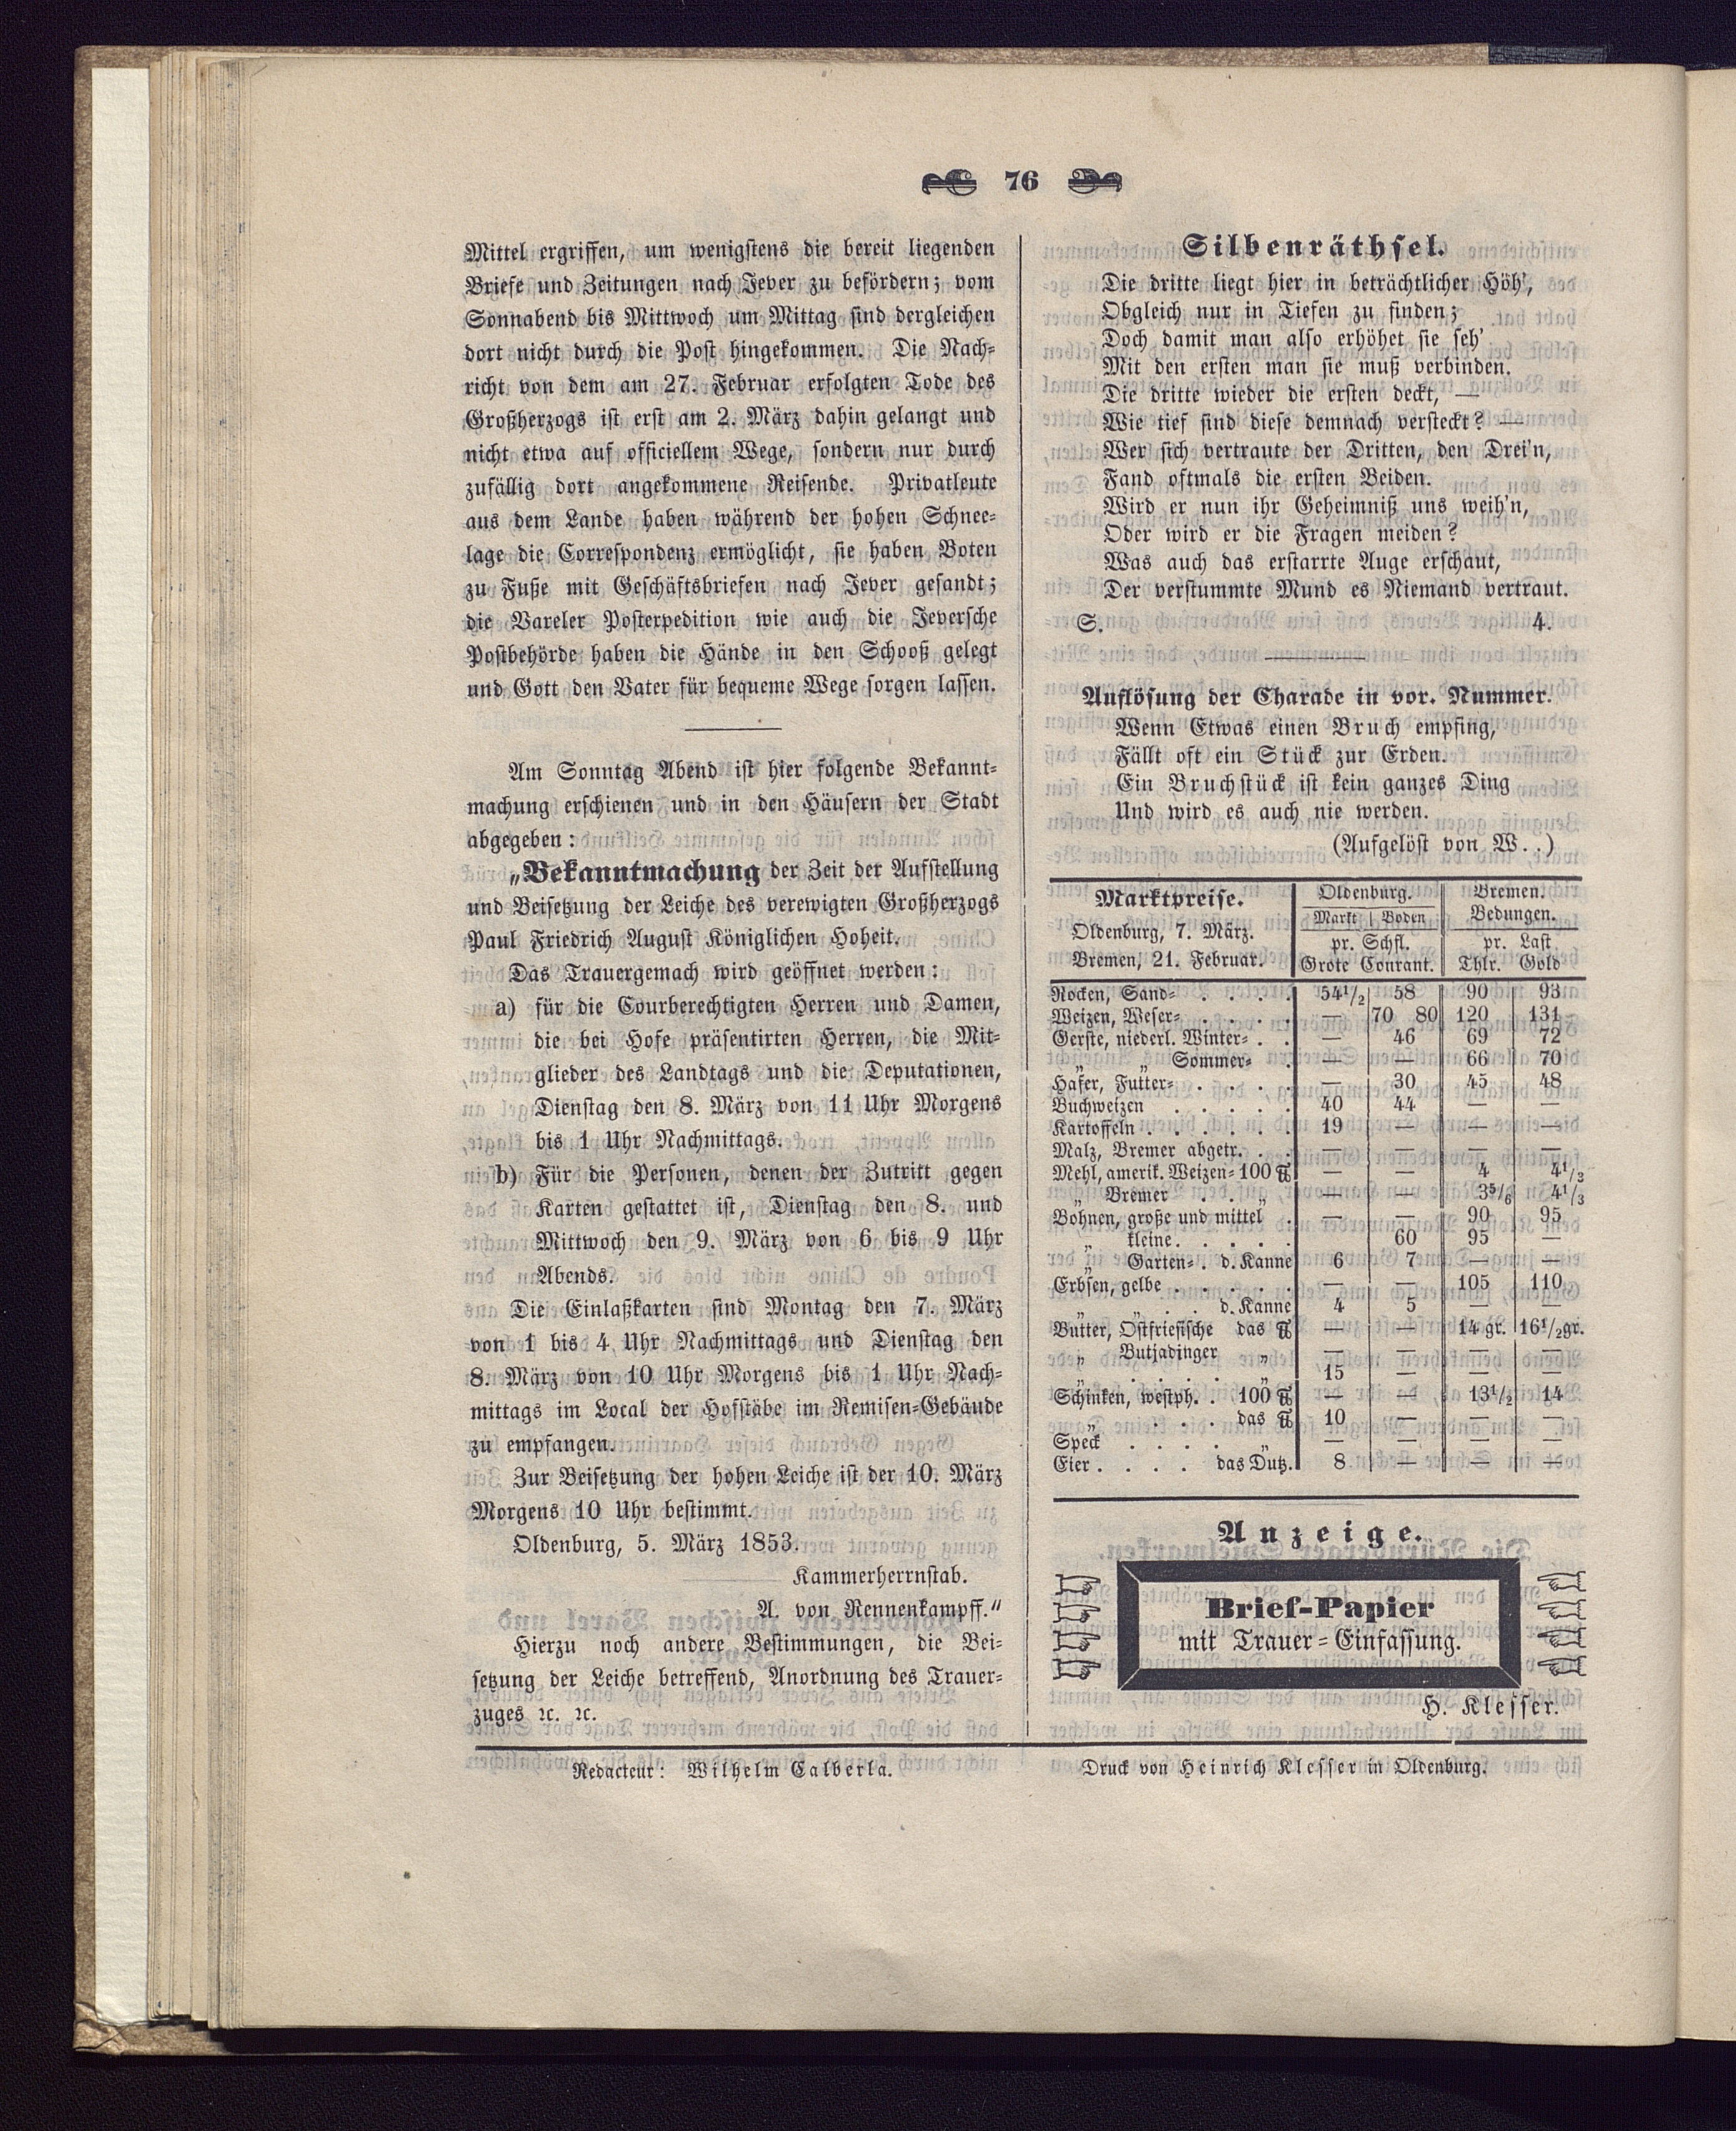 76
Mittel ergriffen, um wenigstens die bereit liegenden
Briefe und Zeitungen nach Jever zu befördern; vom
Sonnabend bis Mittwoch um Mittag sind dergleichen
dort nicht durch die Post hingekommen. Die Nach-
richt von dem am 27. Februar erfolgten Tode des
Großherzogs ist erst am 2. März dahin gelangt und
nicht etwa auf officiellem Wege, sondern nur durch
zufällig dort angekommene Reisende. Privatleute
aus dem Lande haben während der hohen Schnee-
lage die Correspondenz ermöglicht, sie haben Boten
zu Fuße mit Geschäftsbriefen nach Jever gesandt;
die Vareler Postexpedition wie auch die Jeversche
Postbehörde haben die Hände in den Schooß gelegt
und Gott den Vater für bequeme Wege sorgen lassen.
Am Sonntag Abend ist hier folgende Bekannt-
machung erschienen und in den Häusern der Stadt
abgegeben:
„Bekanntmachung der Zeit der Aufstellung
und Beisetzung der Leiche des verewigten Großherzogs
Paul Friedrich August Königlichen Hoheit.
Das Trauergemach wird geöffnet werden:
a) für die Courberechtigten Herren und Damen,
die bei Hofe präsentirten Herren, die Mit-
glieder des Landtags und die Deputationen,
Dienstag den 8. März von 11 Uhr Morgens
bis 1 Uhr Nachmittags.
b) Für die Personen, denen der Zutritt gegen
Karten gestattet ist, Dienstag den 8. und
Mittwoch den 9. März von 6 bis 9 Uhr
Abends.
Die Einlaßkarten sind Montag den 7. März
von 1 bis 4 Uhr Nachmittags und Dienstag den
8. März von 10 Uhr Morgens bis 1 Uhr Nach-
mittags im Local der Hofstäbe im Remisen-Gebäude
zu empfangen.
Zur Beisetzung der hohen Leiche ist der 10. März
Morgens 10 Uhr bestimmt.
Oldenburg, 5. März 1853.
Kammerherrnstab.
A. von Rennenkampff.“
Hierzu noch andere Bestimmungen, die Bei-
setzung der Leiche betreffend, Anordnung des Trauer-
zuges ꝛc. ꝛc.
Silbenräthsel.
Die dritte liegt hier in beträchtlicher Höh',
Obgleich nur in Tiefen zu finden;
Doch damit man also erhöhet sie seh'
Mit den ersten man sie muß verbinden.
Die dritte wieder die ersten deckt, —
Wie tief sind diese demnach versteckt? —
Wer sich vertraute der Dritten, den Drei'n,
Fand oftmals die ersten Beiden.
Wird er nun ihr Geheimniß uns weih'n,
Oder wird er die Fragen meiden?
Was auch das erstarrte Auge erschaut,
Der verstummte Mund es Niemand vertraut.
S. 4.
Auflösung der Charade in vor. Nummer.
Wenn Etwas einen Bruch empfing,
Fällt oft ein Stück zur Erden.
Ein Bruchstück ist kein ganzes Ding
Und wird es auch nie werden.
(Aufgelöst von W..)
Marktpreise. Oldenburg. Bremen.
Markt | Boden Bedungen.
Oldenburg, 7. März. pr. Schfl. pr. Last
Bremen, 21. Februar. Grote Courant. Thlr. Gold
Rocken, Sand- . . . . 54 1/2 58 90 93
Weizen, Weser- . . . . — 70 80 120 131
Gerste, niederl. Winter- . . — 46 69 72
„ „ Sommer- . — — 66 70
Hafer, Futter- . . . . — 30 45 48
Buchweizen . . . . . 40 44 — —
Kartoffeln . . . . . . 19 — — —
Malz, Bremer abgetr. . . — — — —
Mehl, amerik. Weizen- 100 ℔ — — 4 4 1/2
„ Bremer . . „ — — 3 5/6 4 1/3
Bohnen, große und mittel . — — 90 95
„ kleine . . . . . 60 95 —
„ Garten- . d. Kanne 6 7 — —
Erbsen, gelbe . . . . . — — 105 110
„ „ . . d. Kanne 4 5 — —
Butter, Ostfriesische das ℔ — — 14 gr. 16 1/2 gr.
„ Butjadinger „ — — — —
„ . . . . „ 15 — — —
Schinken, westph. . 100 ℔ — — 13 1/2 14
„ . . . das ℔ 10 — — —
Speck . . . . „ — — — —
Eier . . . . das Dutz. 8 — — —
Anzeige.
Brief-Papier
mit Trauer-Einfassung.
H. Klesser.
Redacteur: Wilhelm Calberla.
Druck von Heinrich Klesser in Oldenburg.